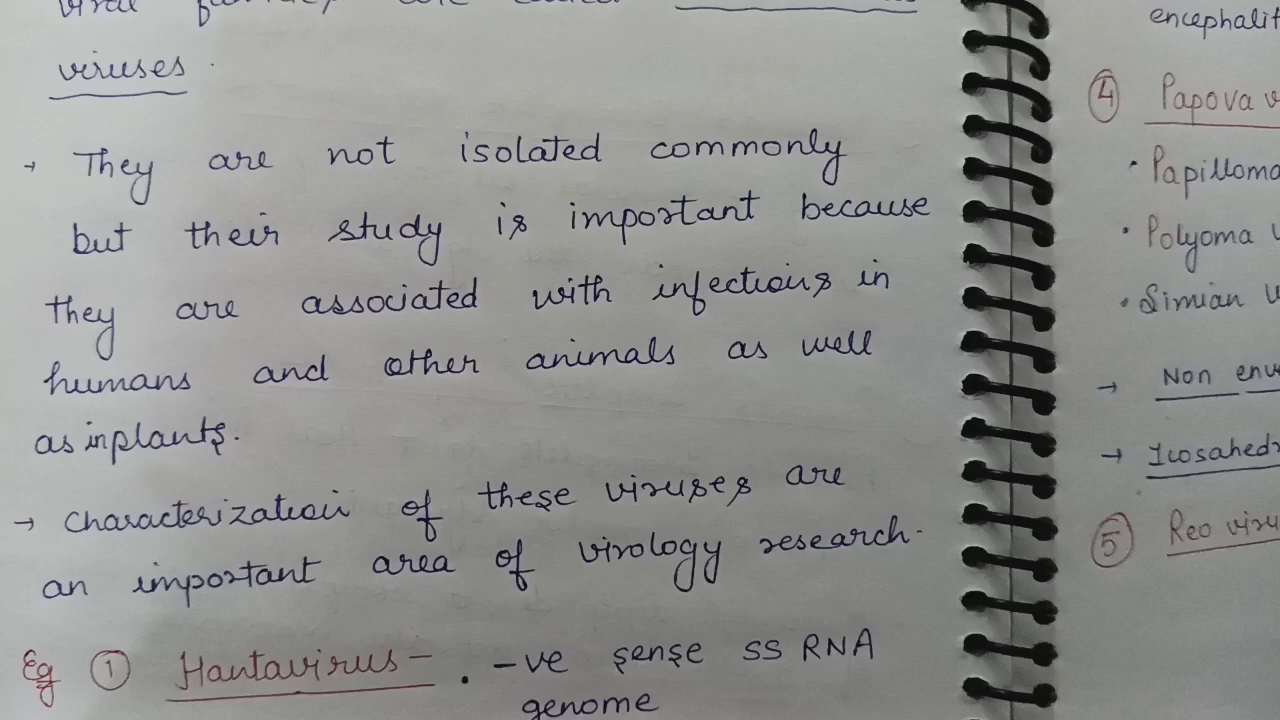 viruses.
→ They are not isolated commonly
but their study is important because
they are associated with infections in
humans and other animals as well
as in plants.
→ Characterization of these viruses are
an important area of virology research.
Eg ① Hantavirus - . -ve sense ss RNA
genome
④ Papova
• Papilloma
• Polyoma
• Simian
→ Non
→
⑤ Reo